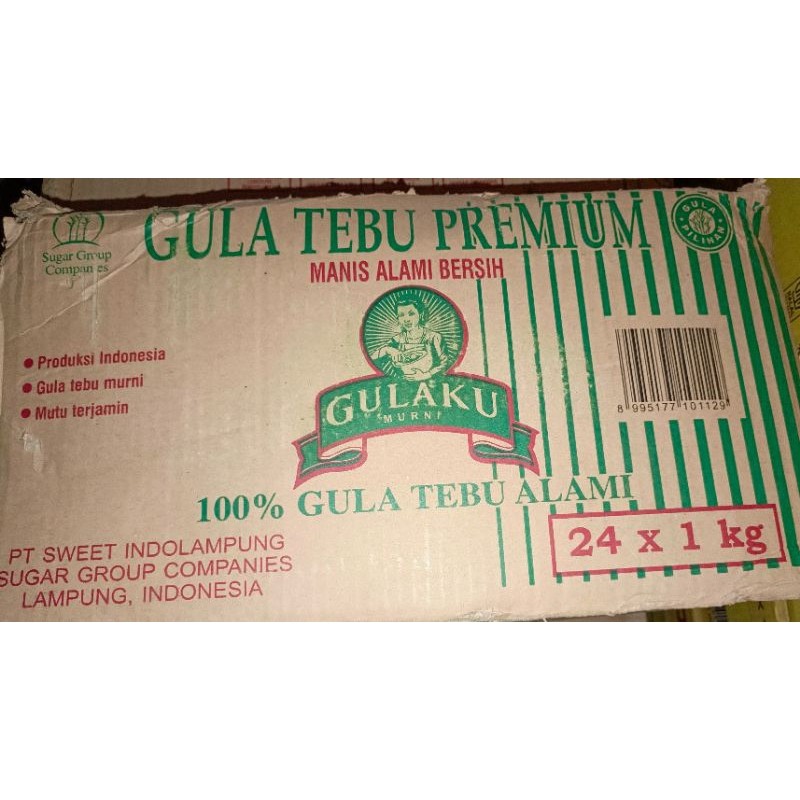 Sugar Group
Companies
GULA TEBU PREMIUM
GULA
PILIHAN
MANIS ALAMI BERSIH
Produksi Indonesia
Gula tebu murni
Mutu terjamin
GULAKU
MURNI
8 995177 101129
100% GULA TEBU ALAMI
24 x 1 kg
PT SWEET INDOLAMPUNG
SUGAR GROUP COMPANIES
LAMPUNG, INDONESIA